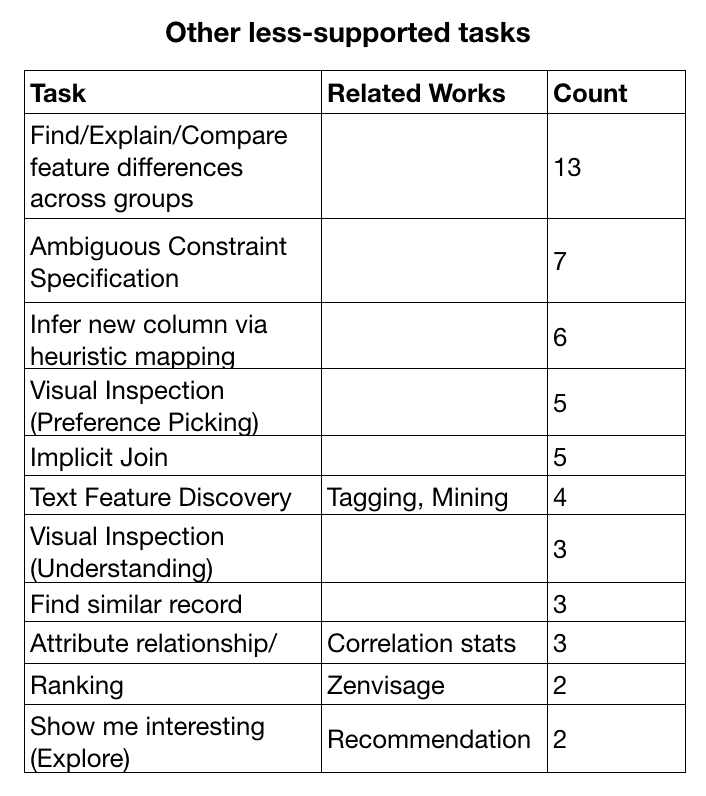 Other less-supported tasks
Task Related Works Count
Find/Explain/Compare
feature differences
across groups
13
Ambiguous Constraint
Specification
7
Infer new column via
heuristic mapping
6
Visual Inspection
(Preference Picking)
5
Implicit Join 5
Text Feature Discovery Tagging, Mining 4
Visual Inspection
(Understanding)
3
Find similar record 3
Attribute relationship/ Correlation stats 3
Ranking Zenvisage 2
Show me interesting
(Explore)
Recommendation 2